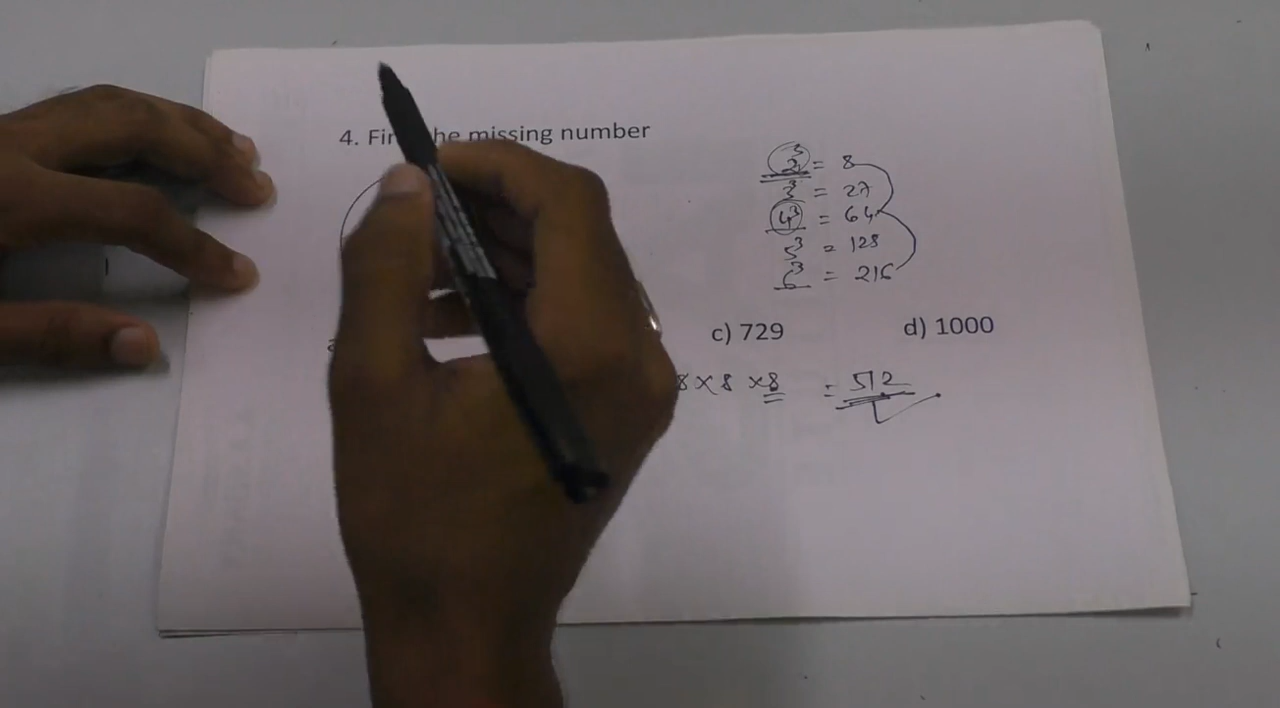 4. Fin he missing number
2³ = 8
3³ = 27
4³ = 64
5³ = 128
6³ = 216
c) 729 d) 1000
8 × 8 × 8 = 512